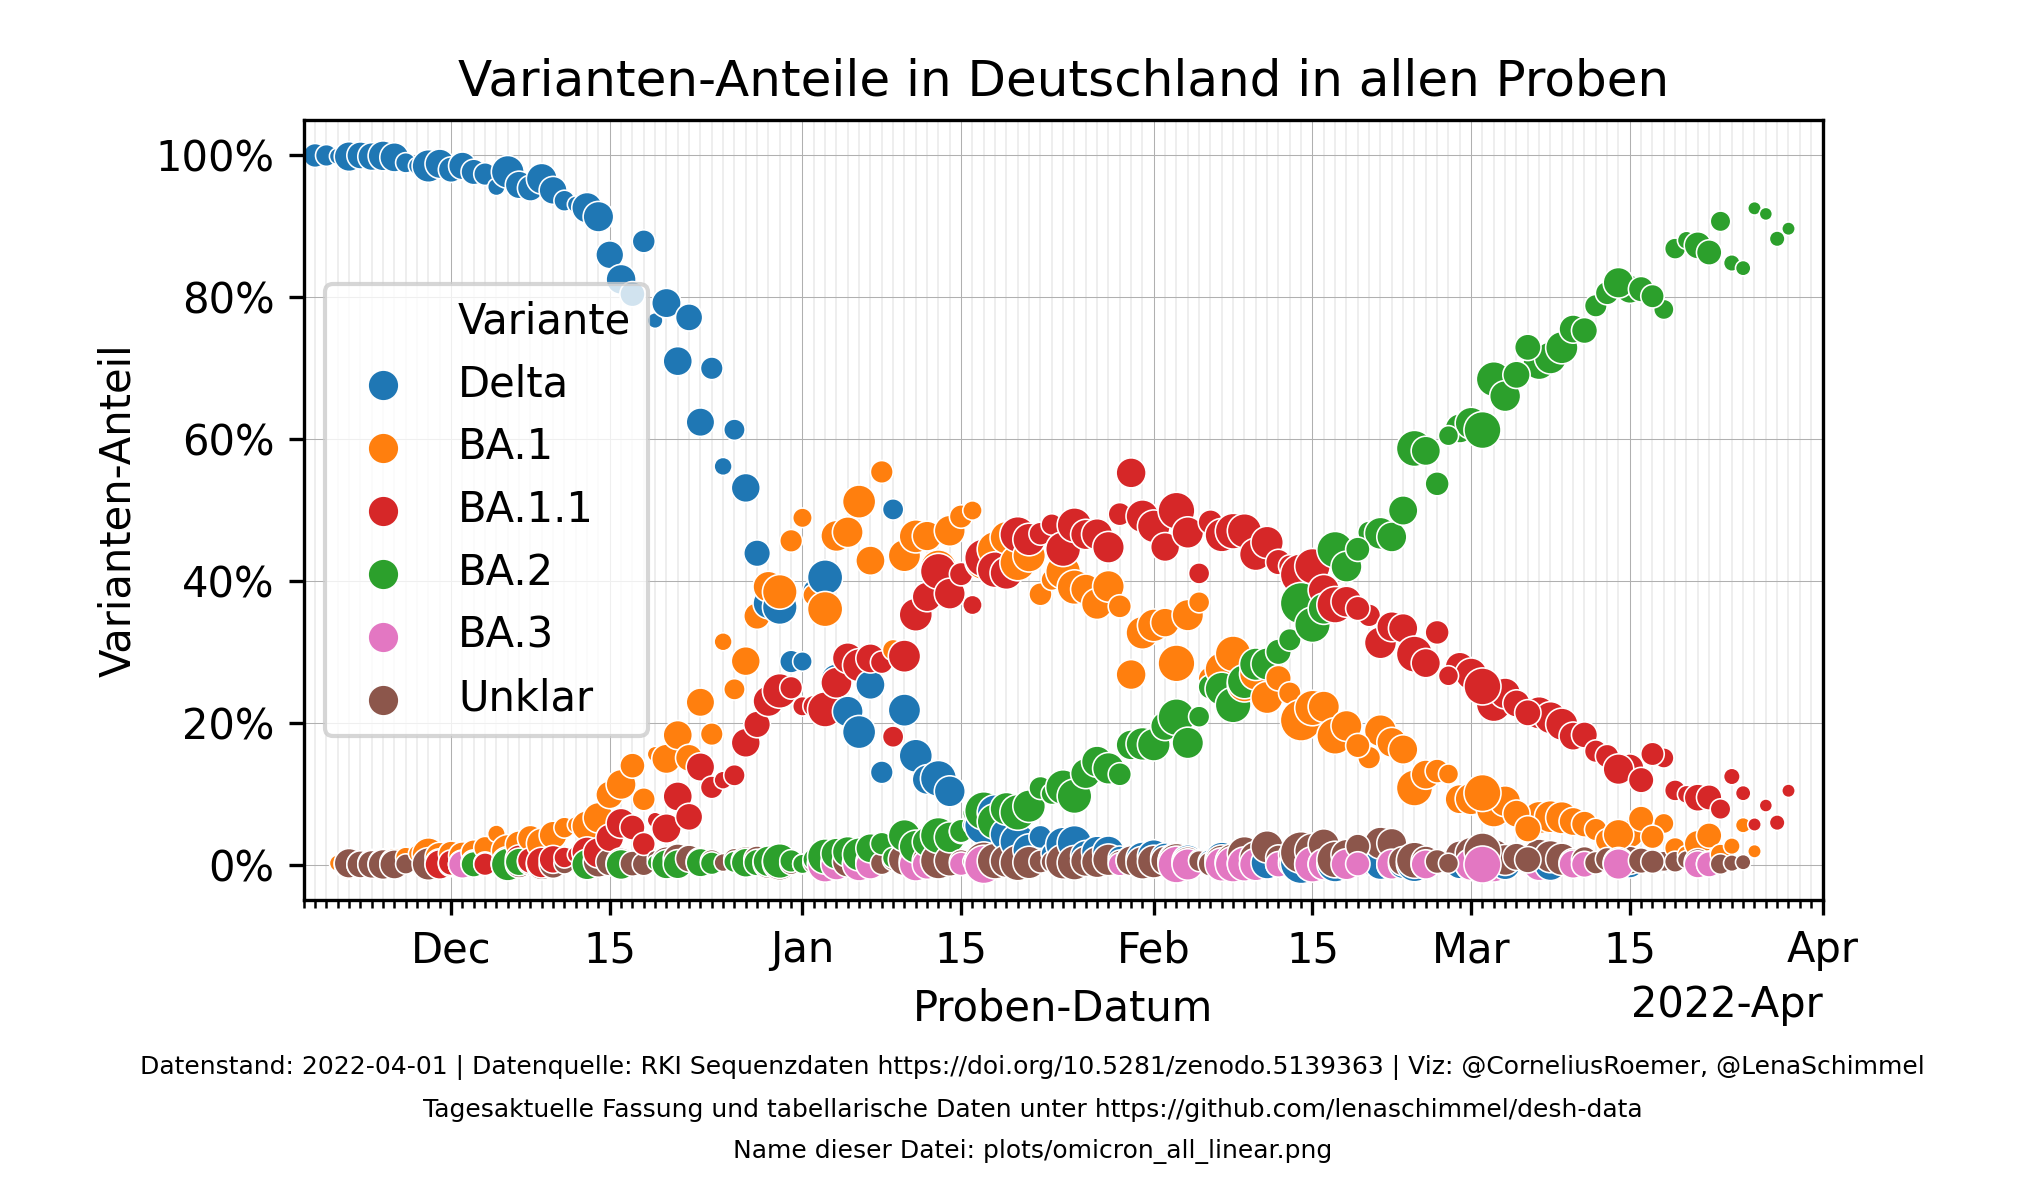 Varianten-Anteile in Deutschland in allen Proben
Varianten-Anteil
100%
80%
60%
40%
20%
0%
Variante
Delta
BA.1
BA.1.1
BA.2
BA.3
Unklar
Dec 15 Jan 15 Feb 15 Mar 15 Apr
Proben-Datum
2022-Apr
Datenstand: 2022-04-01 | Datenquelle: RKI Sequenzdaten https://doi.org/10.5281/zenodo.5139363 | Viz: @CorneliusRoemer, @LenaSchimmel
Tagesaktuelle Fassung und tabellarische Daten unter https://github.com/lenaschimmel/desh-data
Name dieser Datei: plots/omicron_all_linear.png